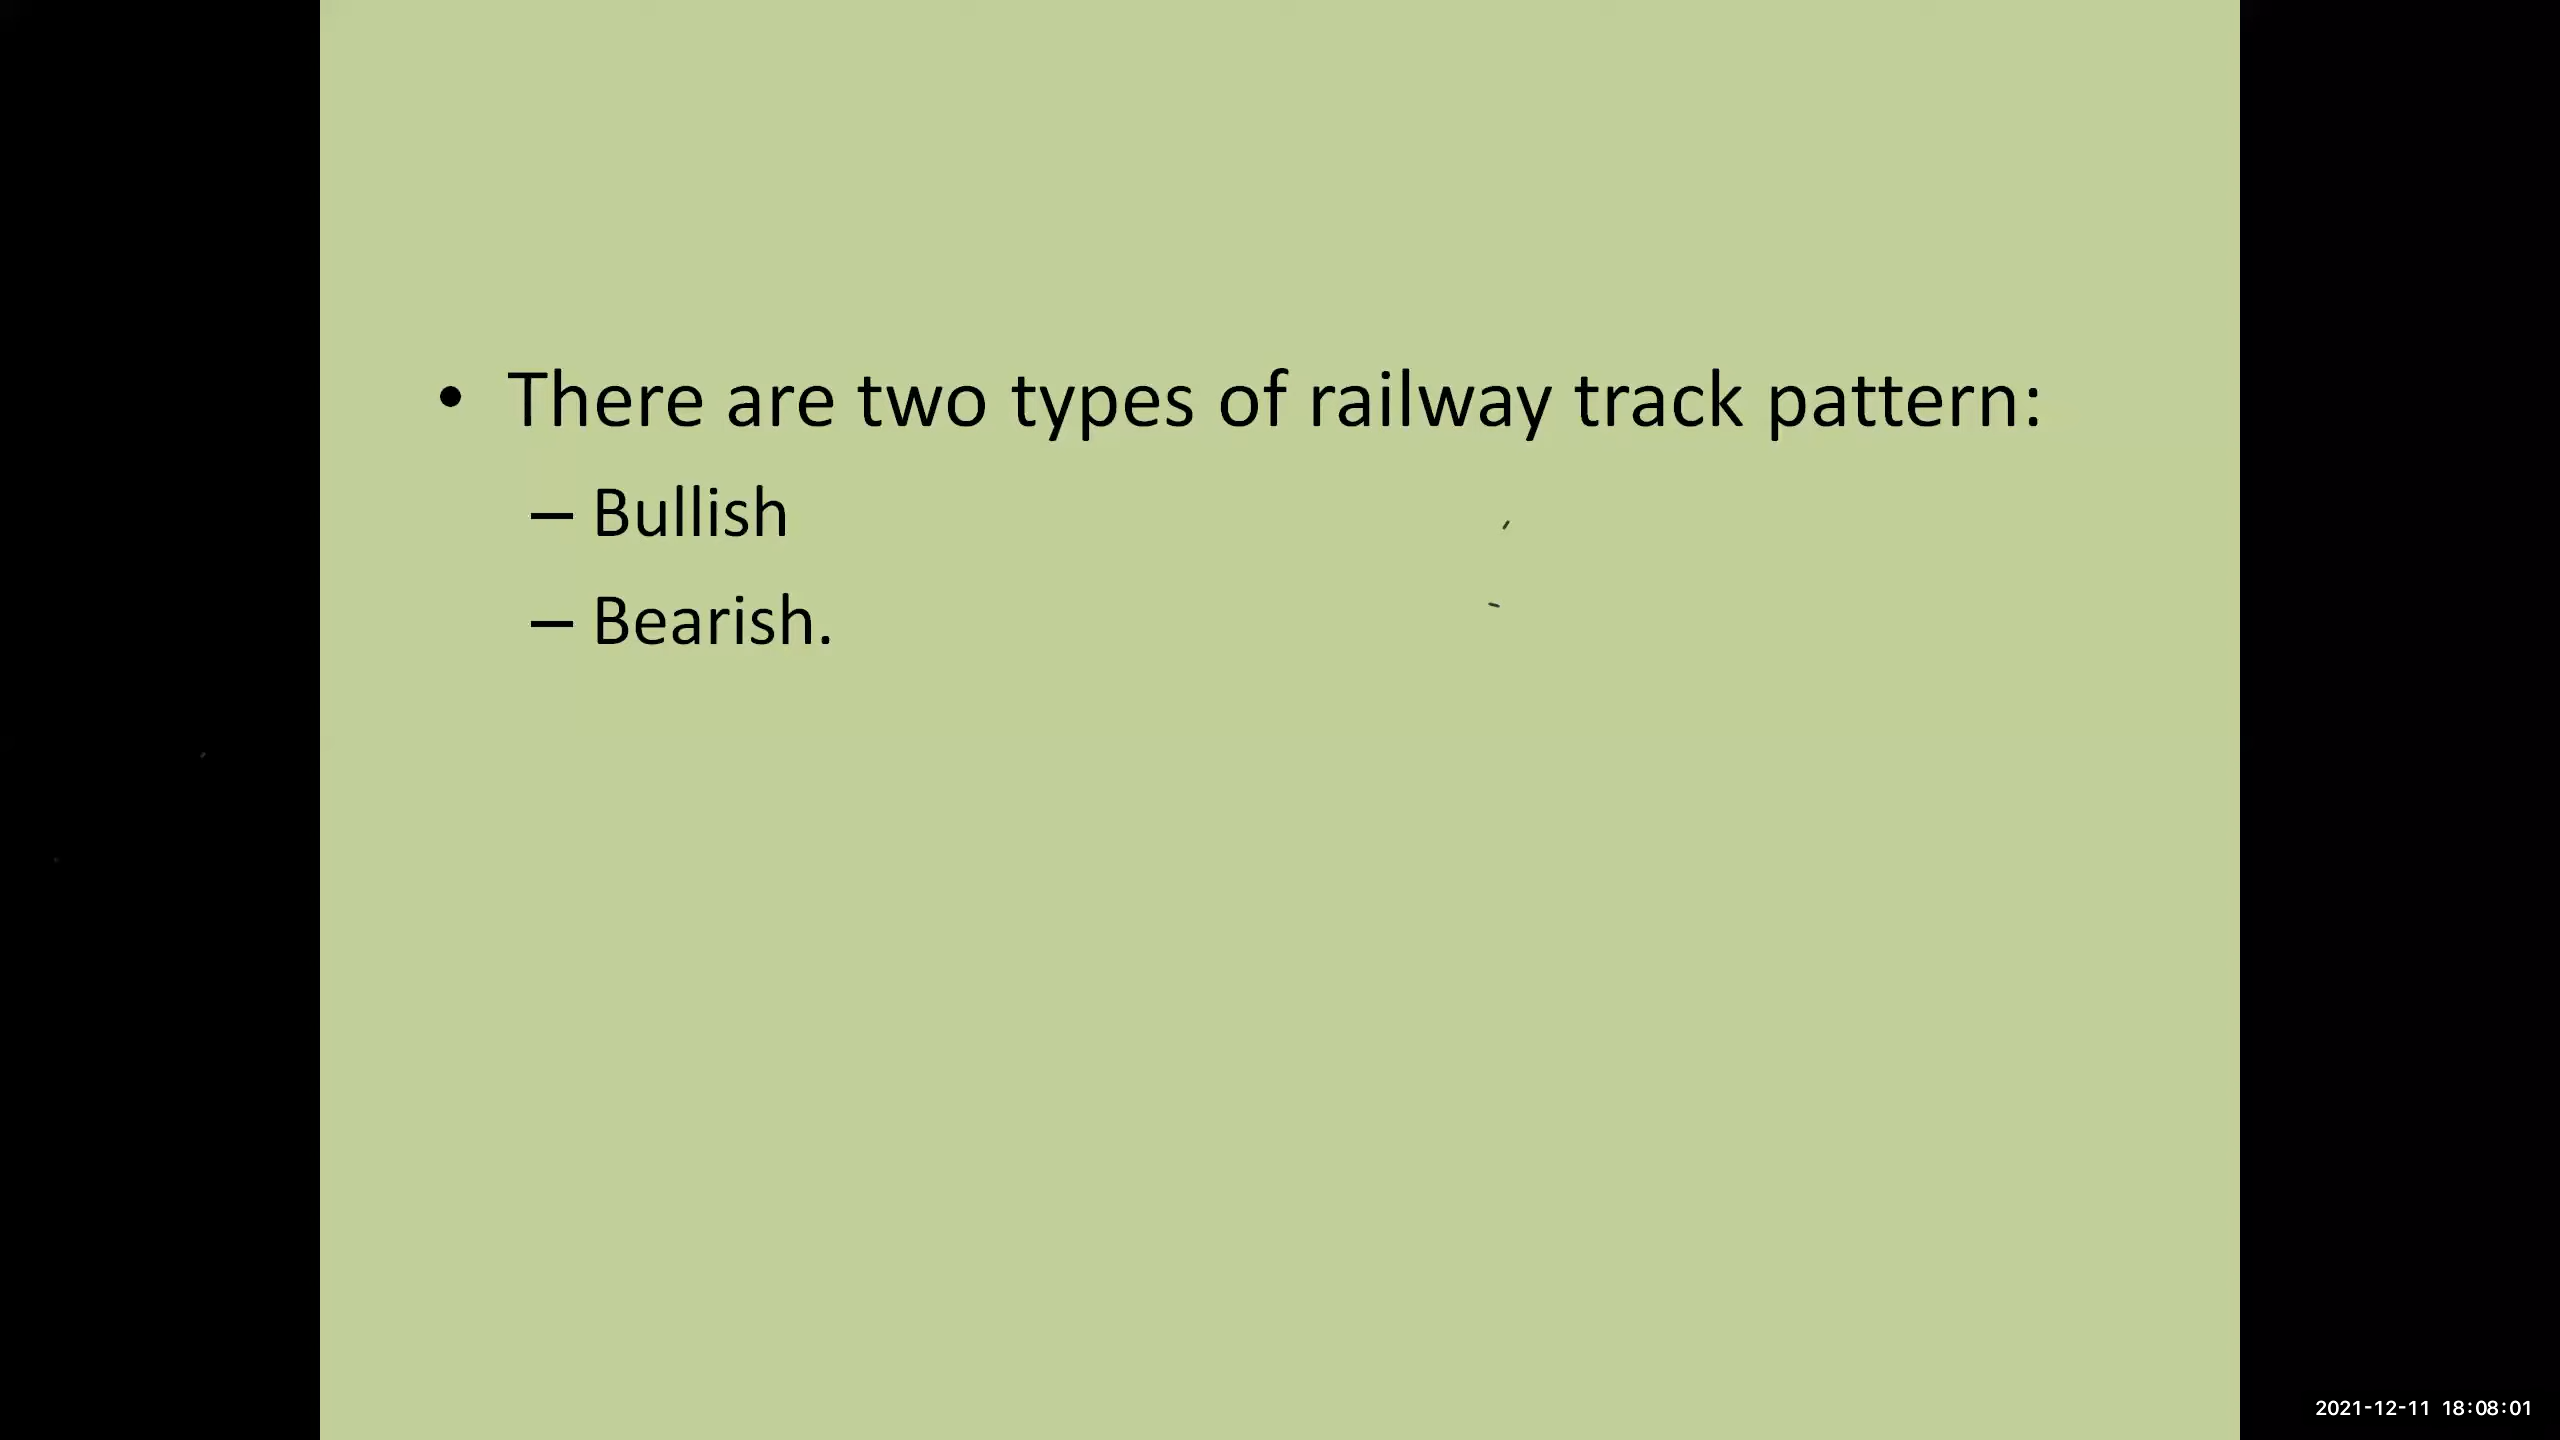 • There are two types of railway track pattern:
– Bullish
– Bearish.
2021-12-11 18:08:01